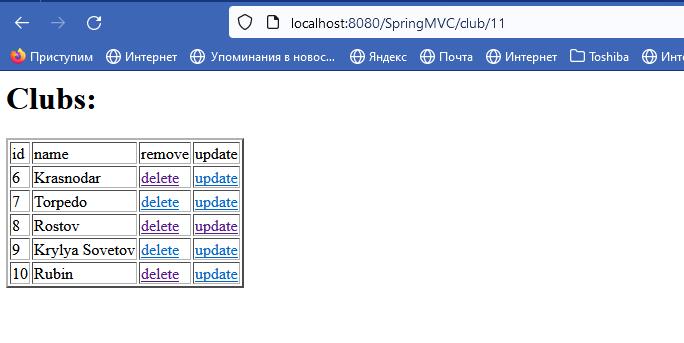 localhost:8080/SpringMVC/club/11
Приступим Интернет Упоминания в новос... Яндекс Почта Интернет Toshiba Инте
Clubs:
id name remove update
6 Krasnodar delete update
7 Torpedo delete update
8 Rostov delete update
9 Krylya Sovetov delete update
10 Rubin delete update